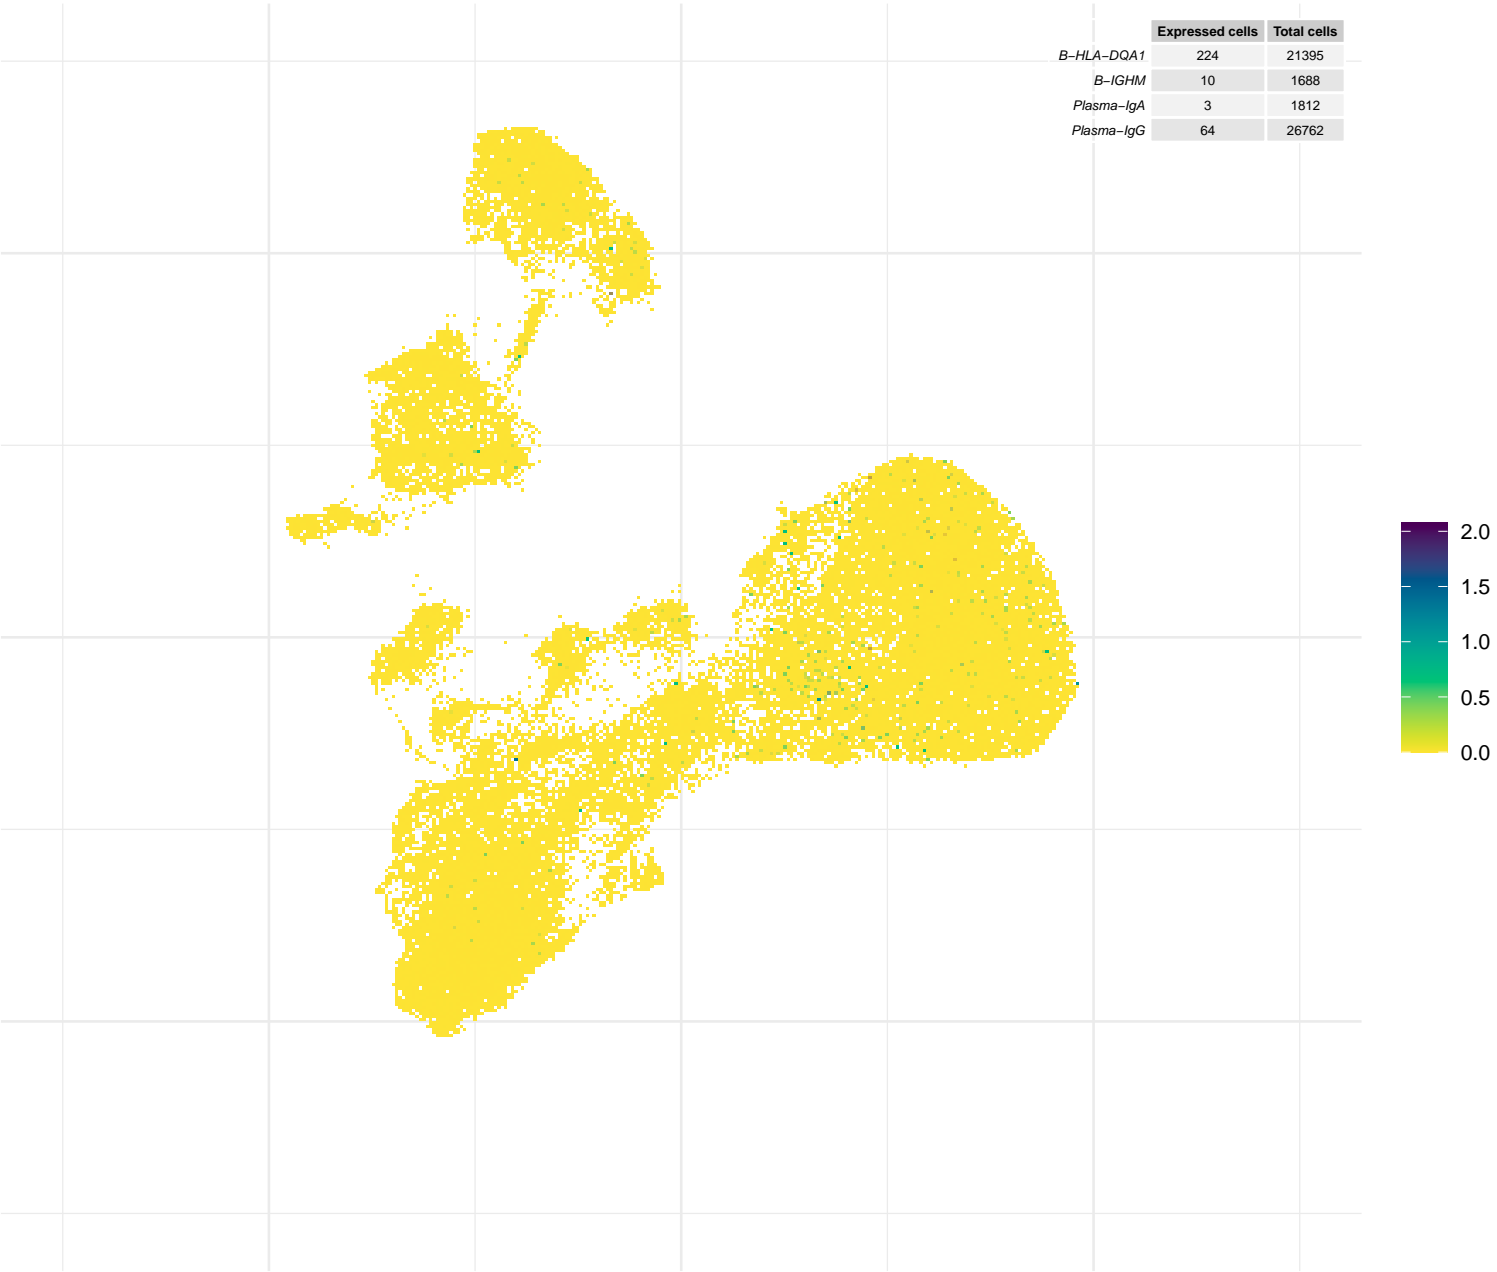 Expressed cells Total cells
B−HLA−DQA1 224 21395
B−IGHM 10 1688
Plasma−IgA 3 1812
Plasma−IgG 64 26762
2.0
1.5
1.0
0.5
0.0